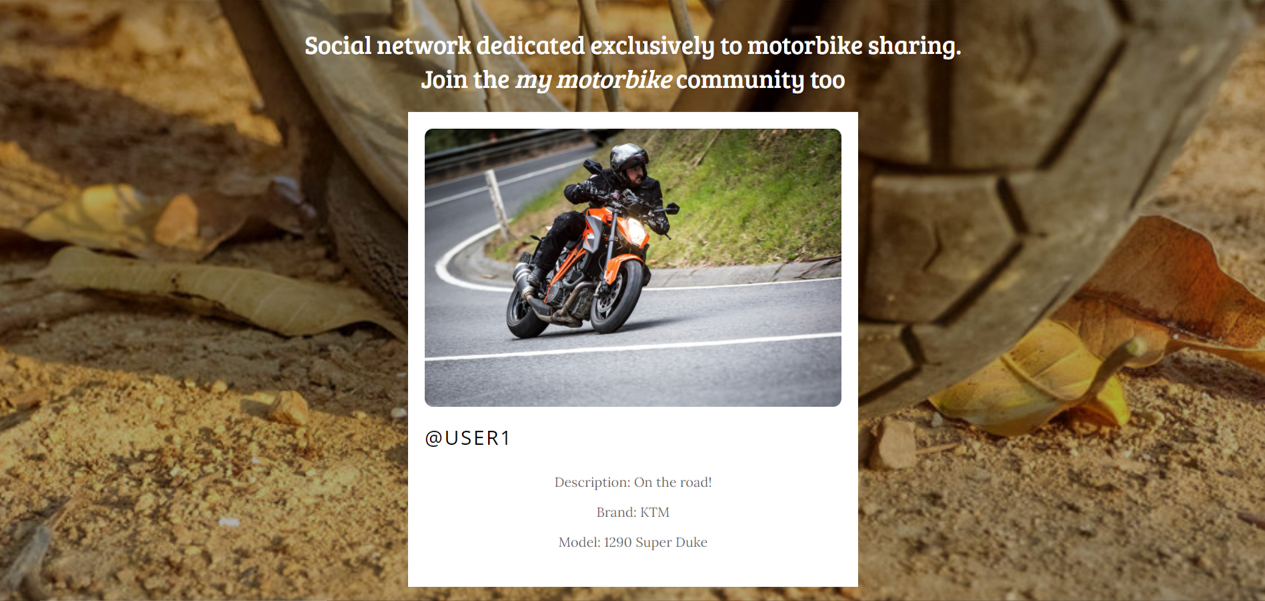 Social network dedicated exclusively to motorbike sharing.
Join the my motorbike community too
@USER1
Description: On the road!
Brand: KTM
Model: 1290 Super Duke